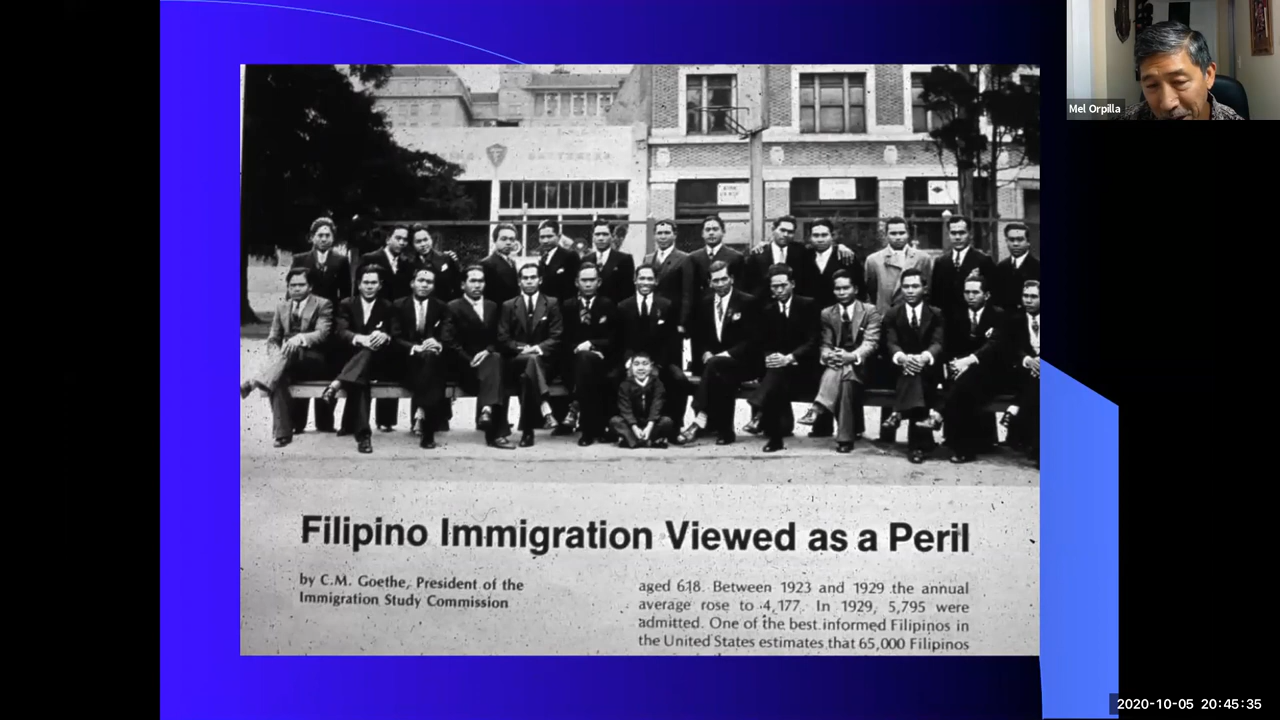 Mel Orpilla
Filipino Immigration Viewed as a Peril
by C.M. Goethe, President of the
Immigration Study Commission
aged 618. Between 1923 and 1929 the annual
average rose to 4,177. In 1929, 5,795 were
admitted. One of the best informed Filipinos in
the United States estimates that 65,000 Filipinos
2020-10-05 20:45:35